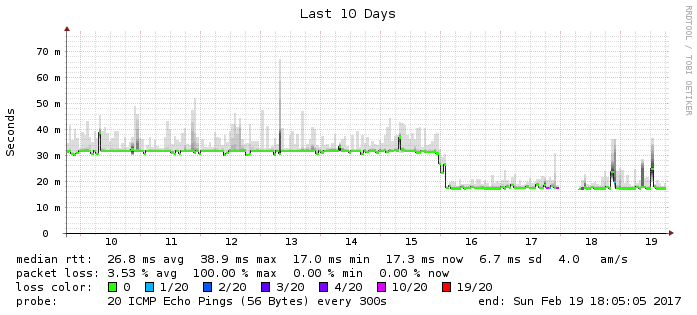 Last 10 Days
RRDTOOL / TOBI OETIKER
Seconds
70 m
60 m
50 m
40 m
30 m
20 m
10 m
0
10 11 12 13 14 15 16 17 18 19
median rtt: 26.8 ms avg 38.9 ms max 17.0 ms min 17.3 ms now 6.7 ms sd 4.0 am/s
packet loss: 3.53 % avg 100.00 % max 0.00 % min 0.00 % now
loss color: 0 1/20 2/20 3/20 4/20 10/20 19/20
probe: 20 ICMP Echo Pings (56 Bytes) every 300s end: Sun Feb 19 18:05:05 2017